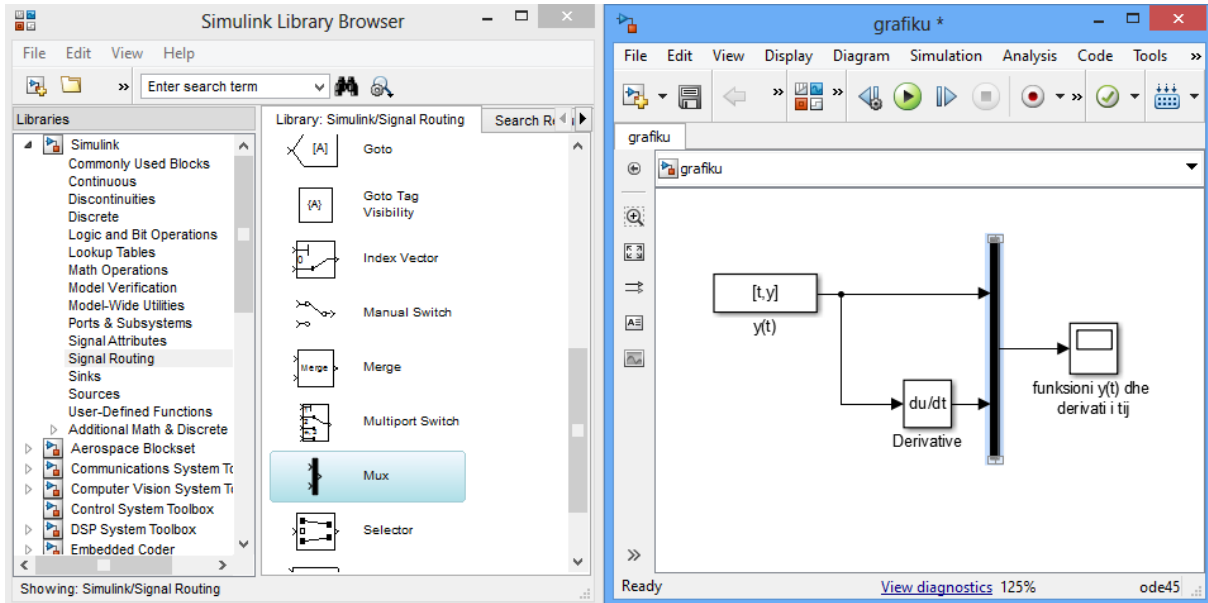 Simulink Library Browser
File Edit View Help
» Enter search term
Libraries
Simulink
Commonly Used Blocks
Continuous
Discontinuities
Discrete
Logic and Bit Operations
Lookup Tables
Math Operations
Model Verification
Model-Wide Utilities
Ports & Subsystems
Signal Attributes
Signal Routing
Sinks
Sources
User-Defined Functions
Additional Math & Discrete
Aerospace Blockset
Communications System To
Computer Vision System T
Control System Toolbox
DSP System Toolbox
Embedded Coder
Library: Simulink/Signal Routing Search R
[A] Goto
{A} Goto Tag
Visibility
Index Vector
Manual Switch
Merge Merge
Multiport Switch
Mux
Selector
Showing: Simulink/Signal Routing
grafiku *
File Edit View Display Diagram Simulation Analysis Code Tools »
grafiku
grafiku
[t,y]
y(t)
du/dt
Derivative
funksioni y(t) dhe
derivati i tij
Ready View diagnostics 125% ode45